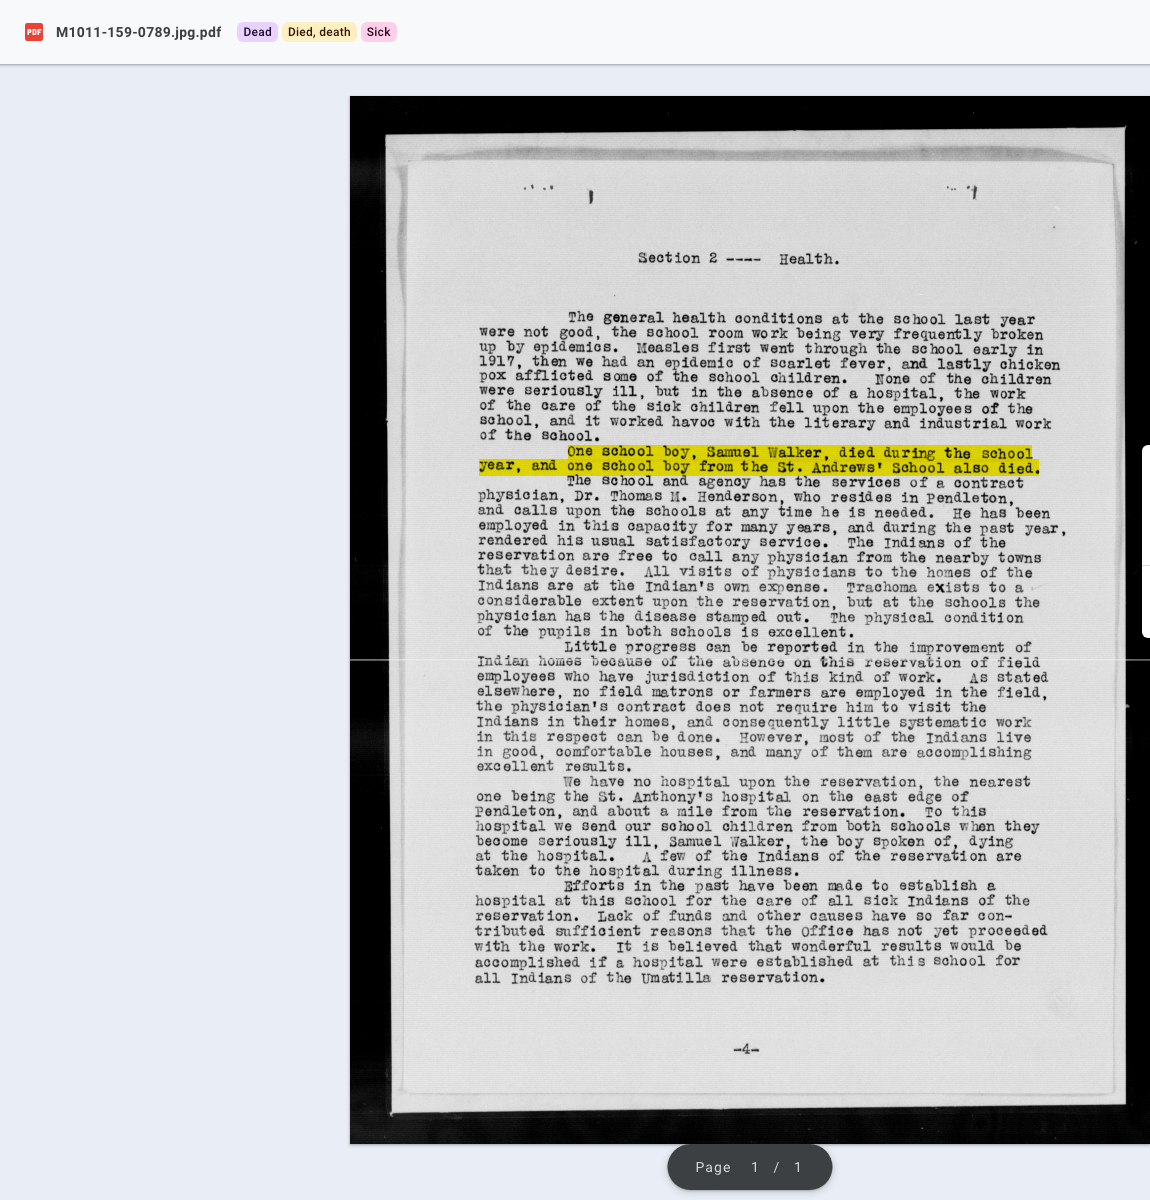 PDF M1011-159-0789.jpg.pdf Dead Died, death Sick
Section 2 ---- Health.
The general health conditions at the school last year
were not good, the school room work being very frequently broken
up by epidemics. Measles first went through the school early in
1917, then we had an epidemic of scarlet fever, and lastly chicken
pox afflicted some of the school children. None of the children
were seriously ill, but in the absence of a hospital, the work
of the care of the sick children fell upon the employees of the
school, and it worked havoc with the literary and industrial work
of the school.
One school boy, Samuel Walker, died during the school
year, and one school boy from the St. Andrews' School also died.
The school and agency has the services of a contract
physician, Dr. Thomas M. Henderson, who resides in Pendleton,
and calls upon the schools at any time he is needed. He has been
employed in this capacity for many years, and during the past year,
rendered his usual satisfactory service. The Indians of the
reservation are free to call any physician from the nearby towns
that they desire. All visits of physicians to the homes of the
Indians are at the Indian's own expense. Trachoma exists to a
considerable extent upon the reservation, but at the schools the
physician has the disease stamped out. The physical condition
of the pupils in both schools is excellent.
Little progress can be reported in the improvement of
Indian homes because of the absence on this reservation of field
employees who have jurisdiction of this kind of work. As stated
elsewhere, no field matrons or farmers are employed in the field,
the physician's contract does not require him to visit the
Indians in their homes, and consequently little systematic work
in this respect can be done. However, most of the Indians live
in good, comfortable houses, and many of them are accomplishing
excellent results.
We have no hospital upon the reservation, the nearest
one being the St. Anthony's hospital on the east edge of
Pendleton, and about a mile from the reservation. To this
hospital we send our school children from both schools when they
become seriously ill, Samuel Walker, the boy spoken of, dying
at the hospital. A few of the Indians of the reservation are
taken to the hospital during illness.
Efforts in the past have been made to establish a
hospital at this school for the care of all sick Indians of the
reservation. Lack of funds and other causes have so far con-
tributed sufficient reasons that the Office has not yet proceeded
with the work. It is believed that wonderful results would be
accomplished if a hospital were established at this school for
all Indians of the Umatilla reservation.
-4-
Page 1 / 1